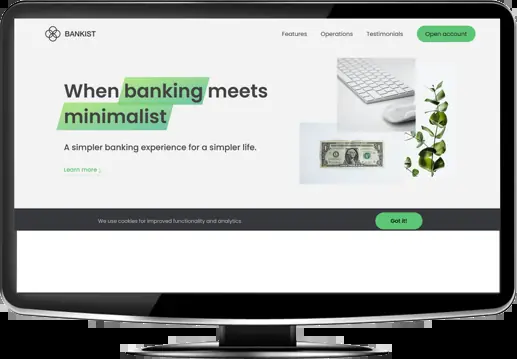 BANKIST
Features
Operations
Testimonials
Open account
When banking meets
minimalist
A simpler banking experience for a simpler life.
Learn more ↓
We use cookies for improved functionality and analytics
Got it!